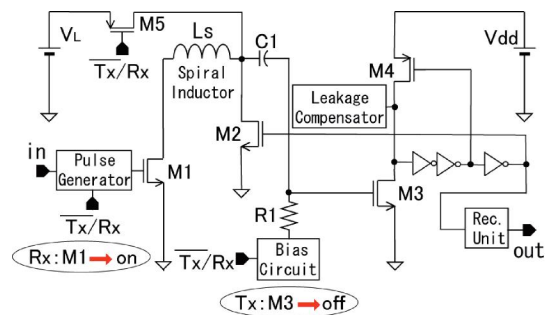 M5
VL
Tx/Rx
Ls
Spiral
Inductor
C1
Vdd
M4
Leakage
Compensator
M2
in
Pulse
Generator
M1
Tx/Rx
R1
M3
Rec.
Unit
out
Rx:M1→on
Tx/Rx
Bias
Circuit
Tx:M3→off